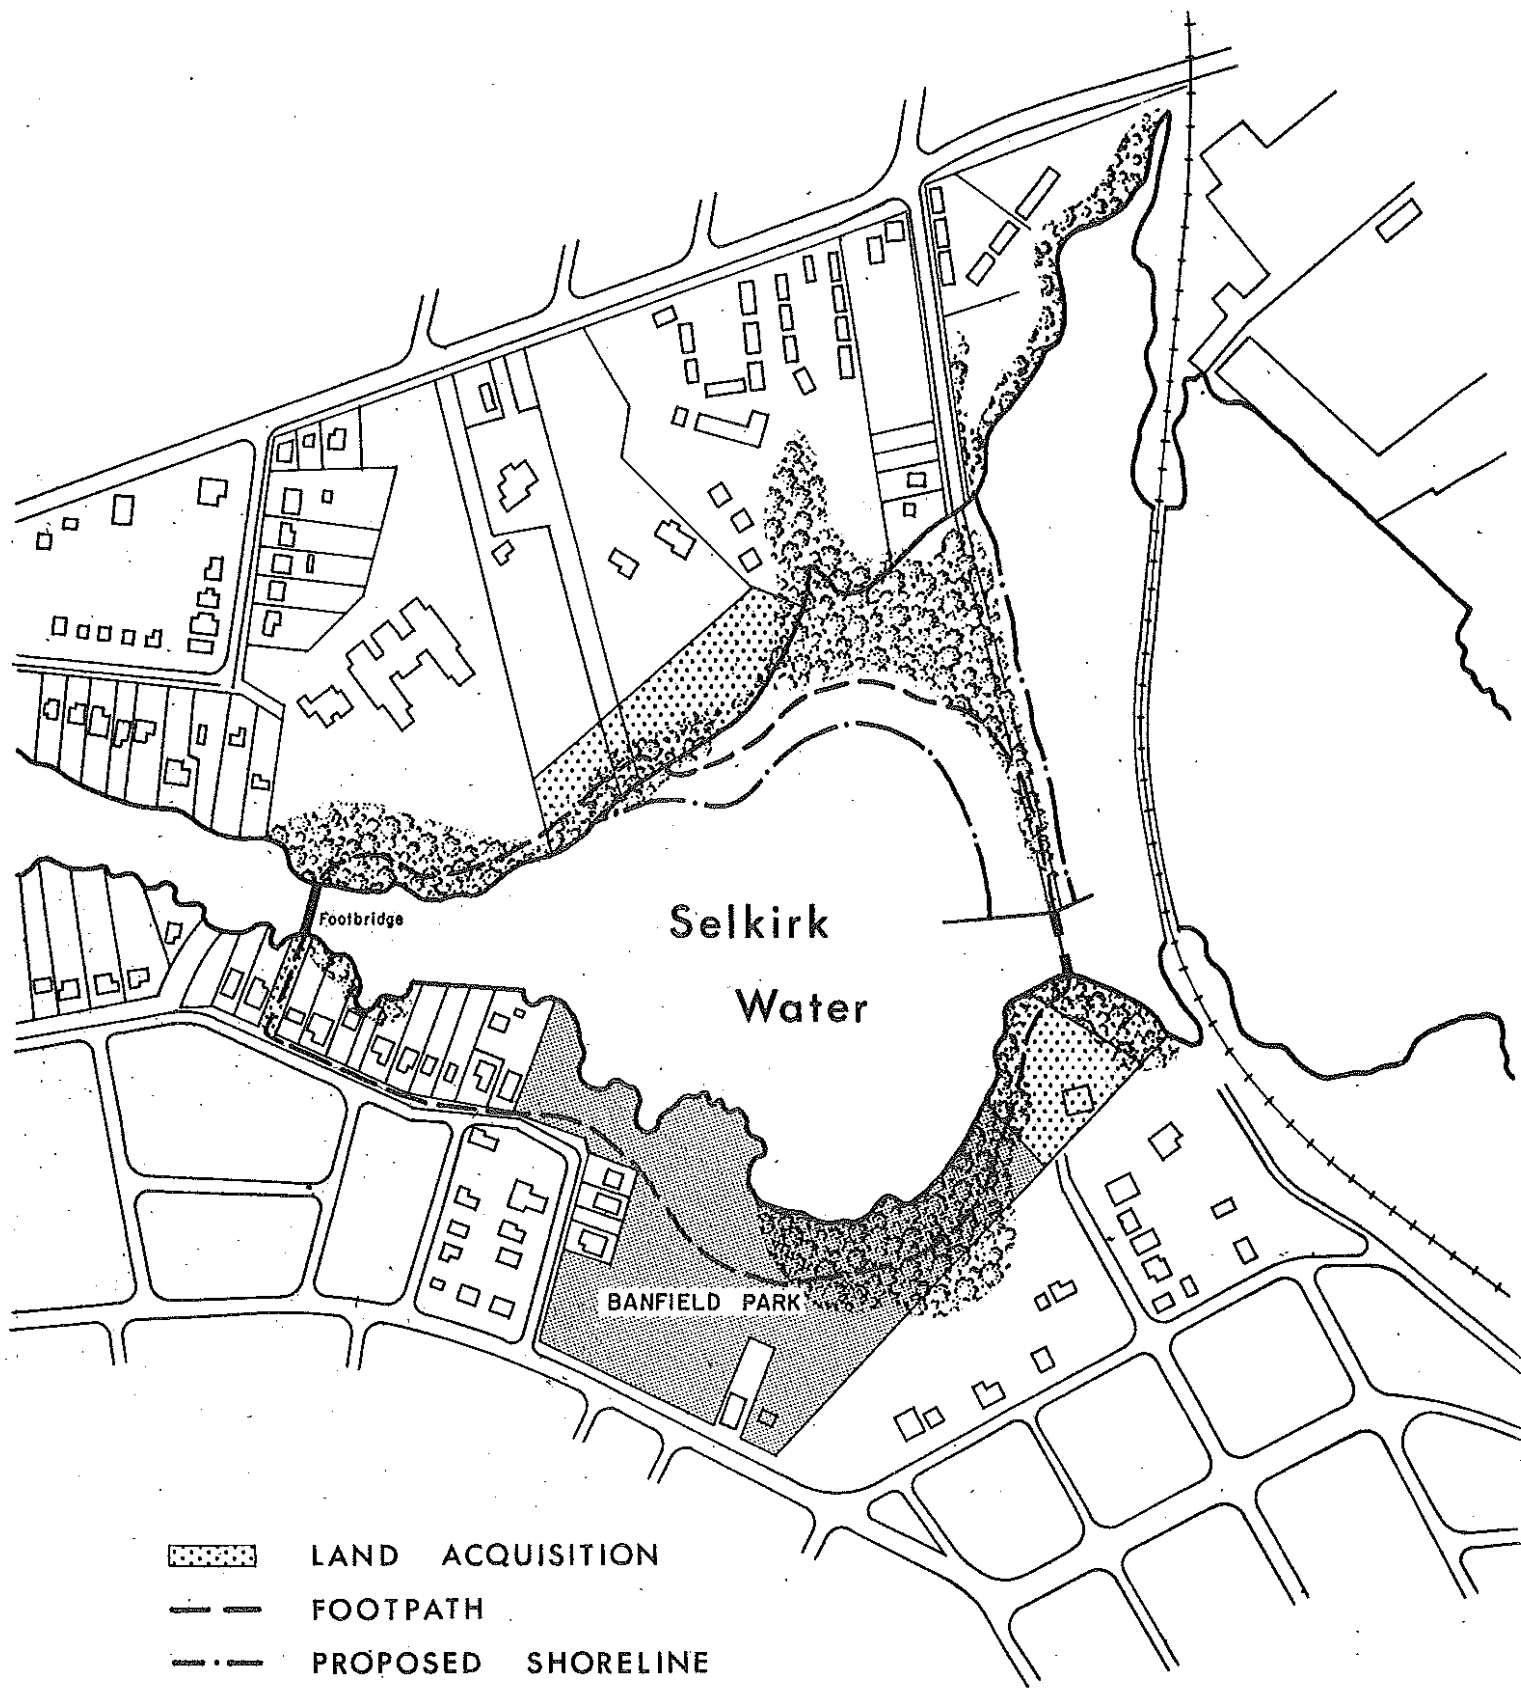 Footbridge
Selkirk
Water
BANFIELD PARK
LAND ACQUISITION
FOOTPATH
PROPOSED SHORELINE